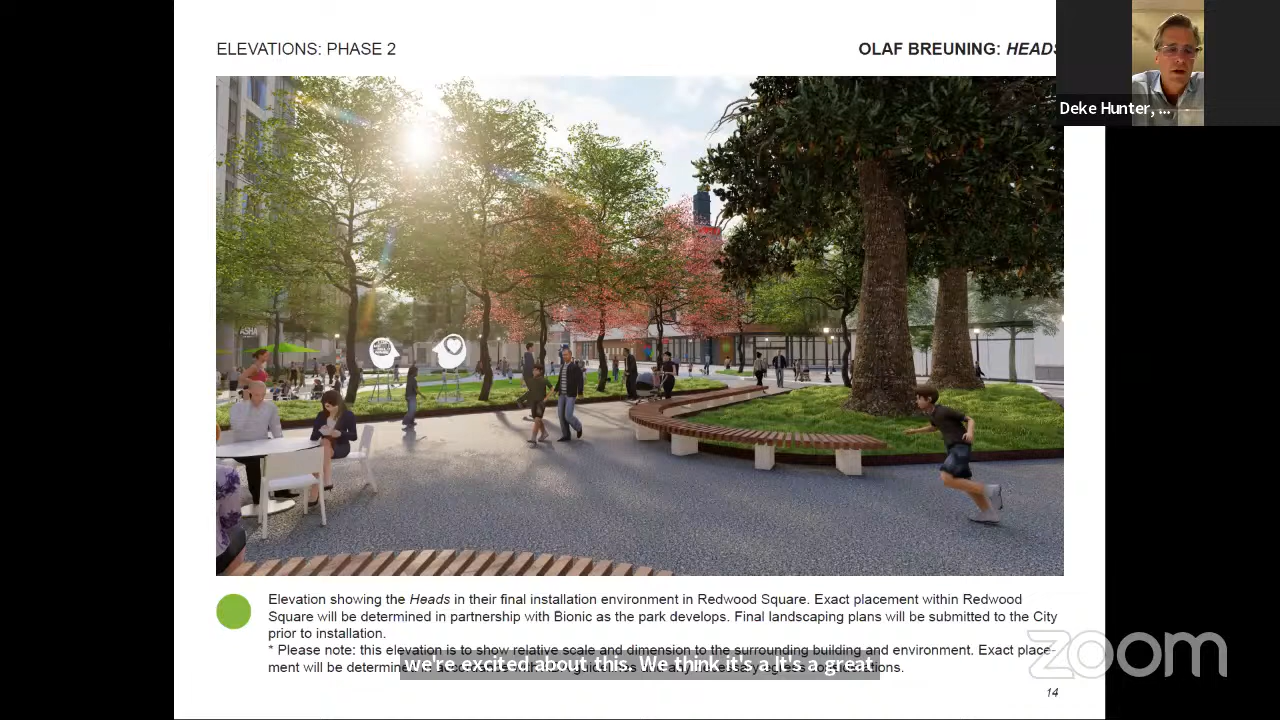 ELEVATIONS: PHASE 2
OLAF BREUNING: HEADS
Deke Hunter, ...
Elevation showing the Heads in their final installation environment in Redwood Square. Exact placement within Redwood
Square will be determined in partnership with Bionic as the park develops. Final landscaping plans will be submitted to the City
prior to installation.
* Please note: this elevation is to show relative scale and dimension to the surrounding building and environment. Exact place-
ment will be determined
we're excited about this. We think it's a it's a great
zoom
14